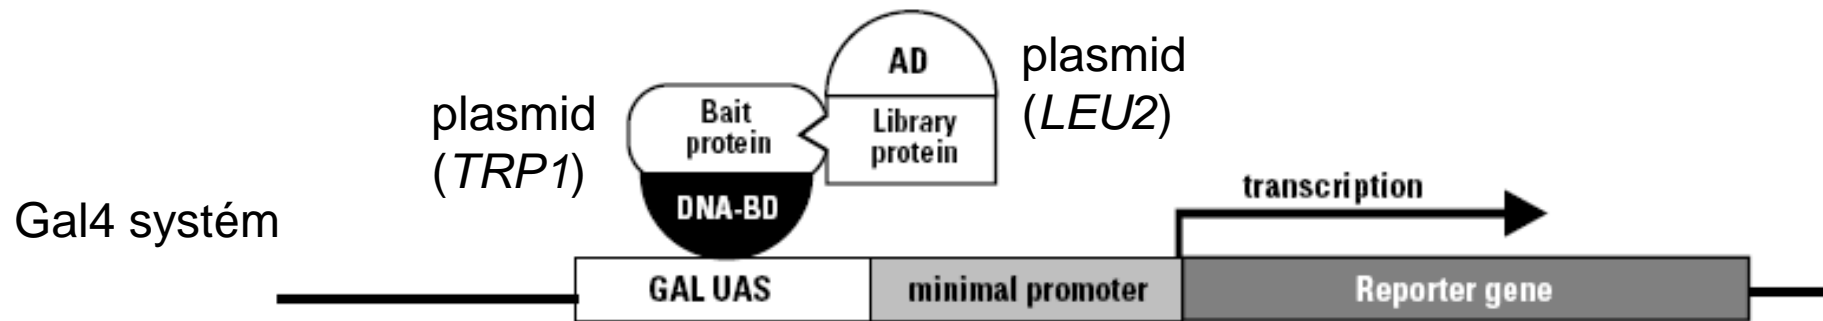 plasmid
(TRP1)
Bait
protein
DNA-BD
AD
Library
protein
plasmid
(LEU2)
Gal4 systém
transcription
GAL UAS
minimal promoter
Reporter gene